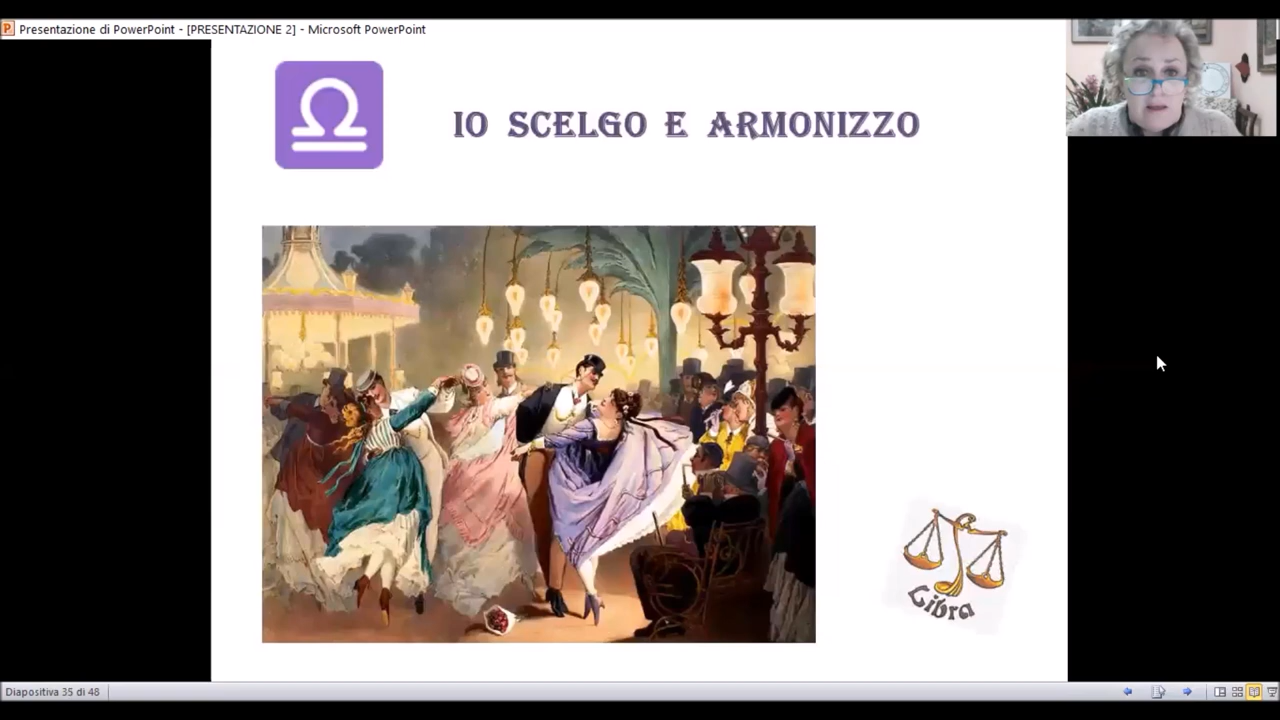 Presentazione di PowerPoint - [PRESENTAZIONE 2] - Microsoft PowerPoint
IO SCELGO E ARMONIZZO
Libra
Diapositiva 35 di 48